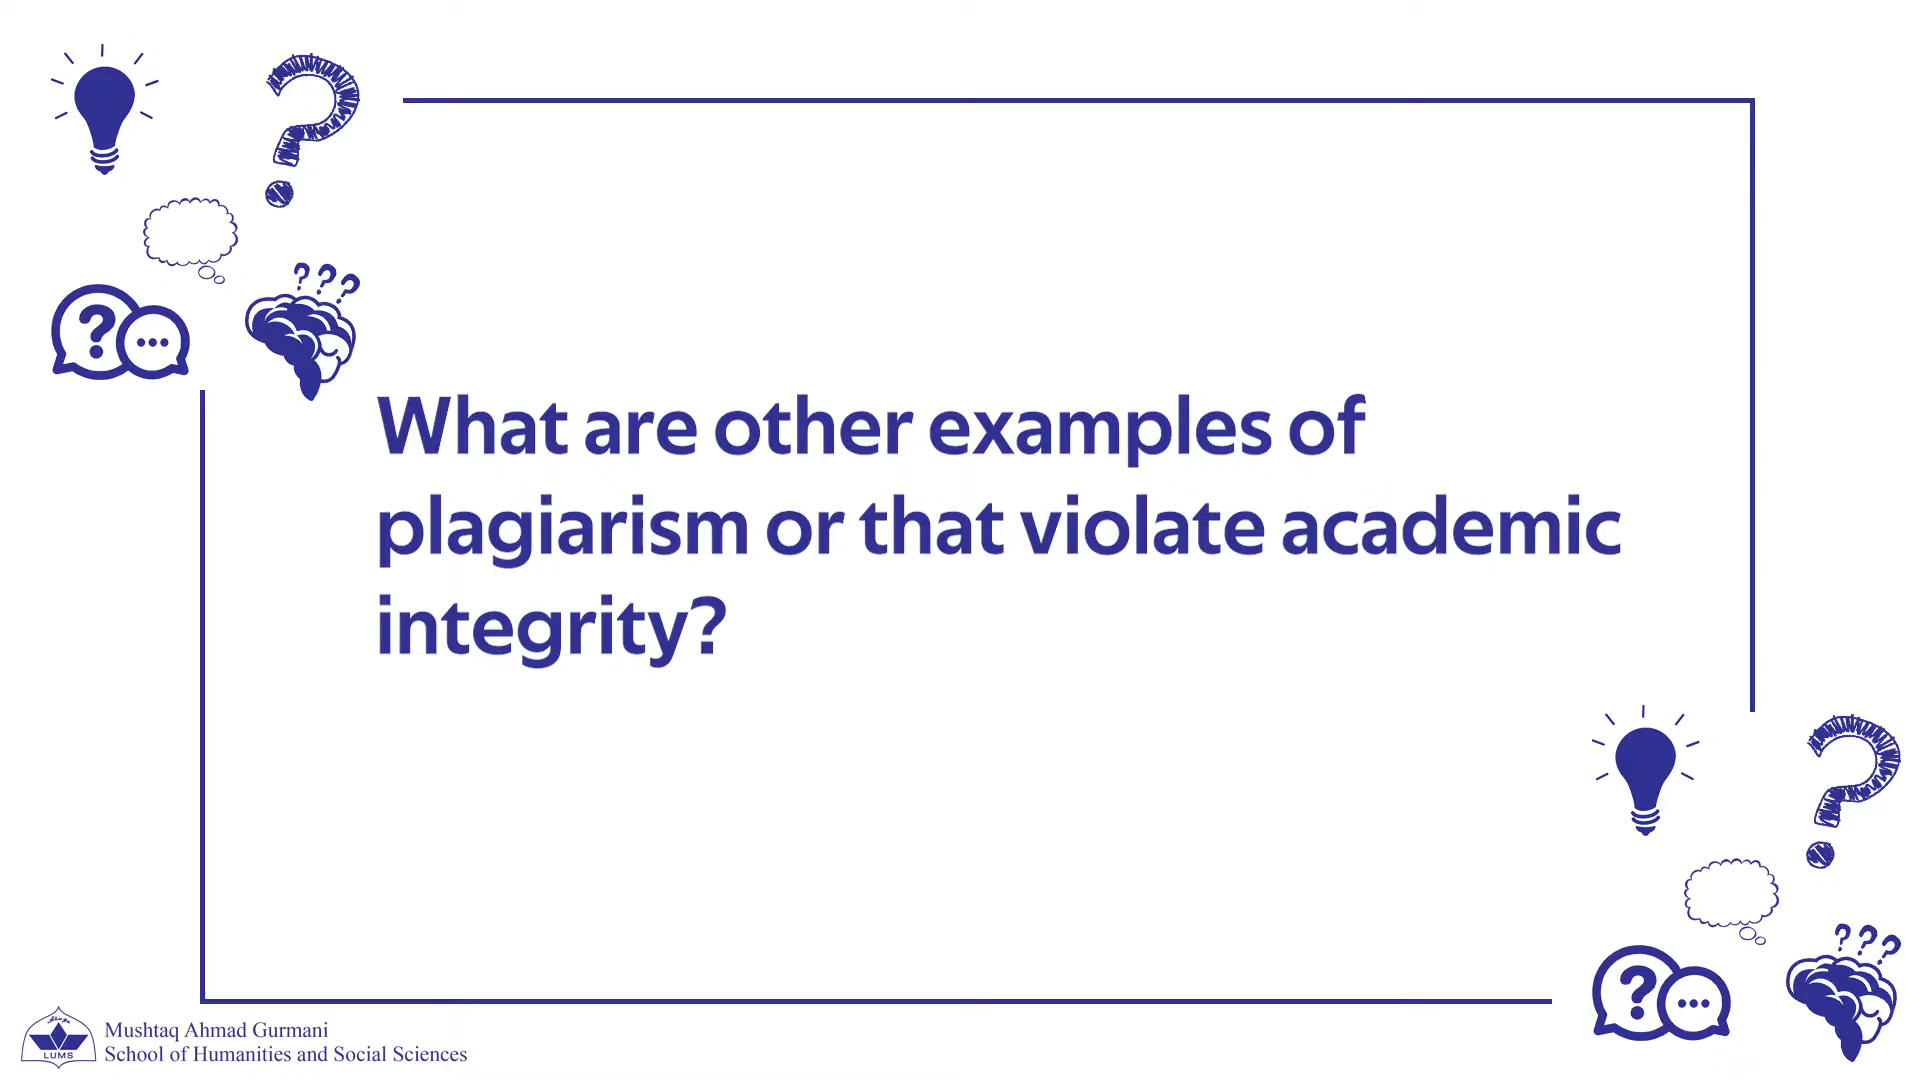 What are other examples of
plagiarism or that violate academic
integrity?
LUMS
Mushtaq Ahmad Gurmani
School of Humanities and Social Sciences